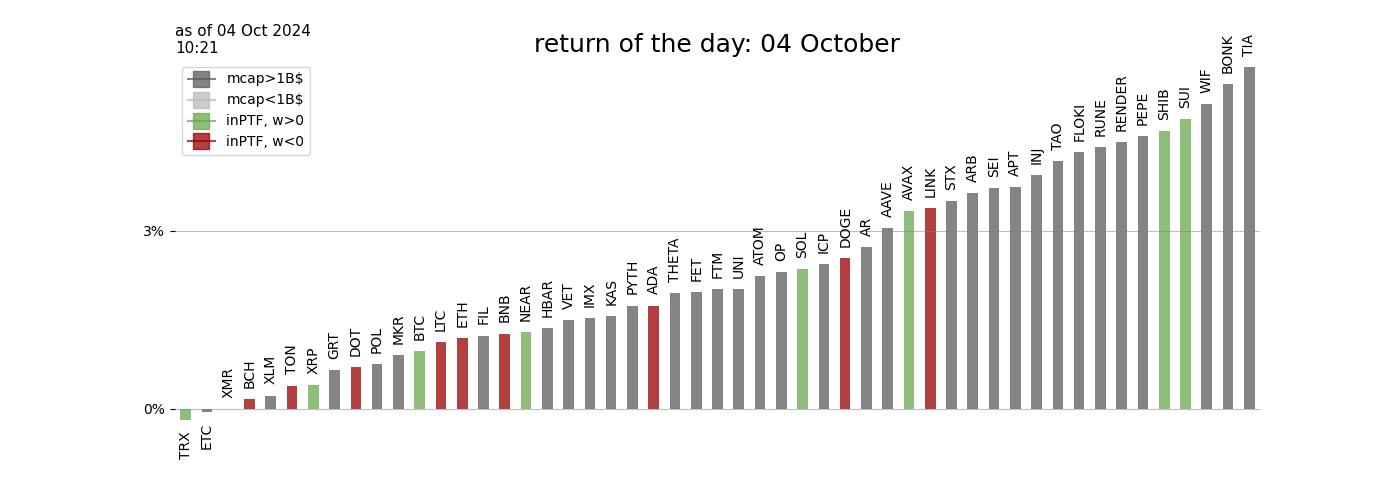 as of 04 Oct 2024
10:21
return of the day: 04 October
mcap>1B$
mcap<1B$
inPTF, w>0
inPTF, w<0
3%
0%
TRX
ETC
XMR
BCH
XLM
TON
XRP
GRT
DOT
POL
MKR
BTC
LTC
ETH
FIL
BNB
NEAR
HBAR
VET
IMX
KAS
PYTH
ADA
THETA
FET
FTM
UNI
ATOM
OP
SOL
ICP
DOGE
AR
AAVE
AVAX
LINK
STX
ARB
SEI
APT
INJ
TAO
FLOKI
RUNE
RENDER
PEPE
SHIB
SUI
WIF
BONK
TIA